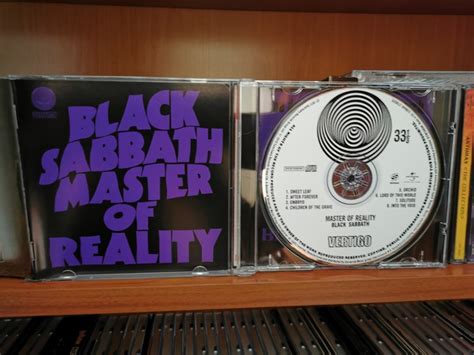 BLACK
SABBATH
MASTER
OF
REALITY
33
1. SWEET LEAF
2. AFTER FOREVER
3. EMBRYO
4. CHILDREN OF THE GRAVE
5. ORCHID
6. LORD OF THIS WORLD
7. SOLITUDE
8. INTO THE VOID
MASTER OF REALITY
BLACK SABBATH
VERTIGO